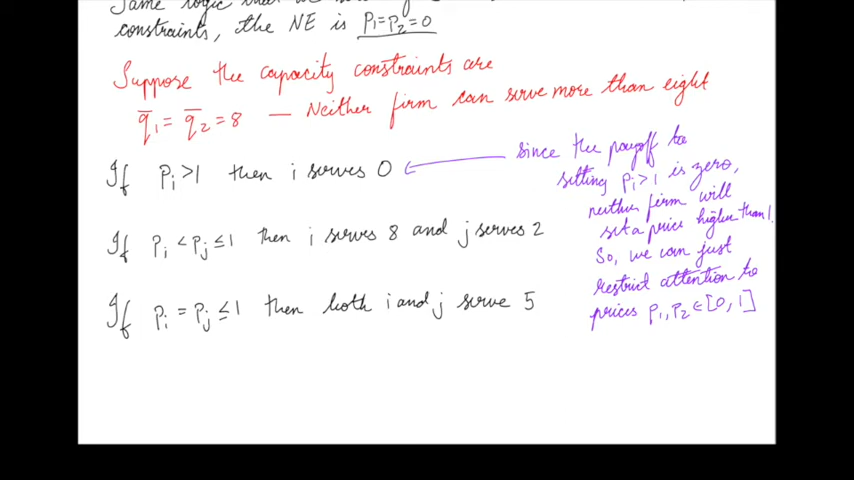 Same logic that we
constraints, the NE is p₁=p₂=0
Suppose the capacity constraints are
q̄₁ = q̄₂ = 8 — Neither firm can serve more than eight
If pᵢ>1 then i serves 0
If pᵢ < pⱼ ≤ 1 then i serves 8 and j serves 2
If pᵢ = pⱼ ≤ 1 then both i and j serve 5
since the payoff to
setting pᵢ>1 is zero,
neither firm will
set a price higher than 1.
So, we can just
restrict attention to
prices p₁, p₂ ∈ [0, 1]